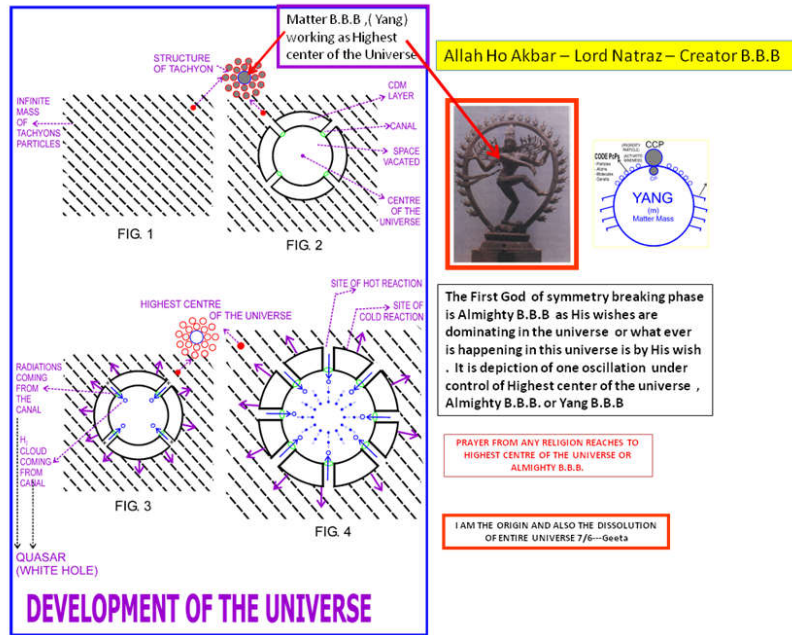 Matter B.B.B ,( Yang)
working as Highest
center of the Universe
Allah Ho Akbar – Lord Natraz – Creator B.B.B
STRUCTURE
OF TACHYON
INFINITE
MASS
OF
TACHYONS
PARTICLES
CDM
LAYER
CANAL
SPACE
VACATED
CENTRE
OF THE
UNIVERSE
FIG. 1
FIG. 2
CCP
CP
CODE PcPs
YANG
(m)
Matter Mass
HIGHEST CENTRE
OF THE UNIVERSE
SITE OF HOT REACTION
SITE OF
COLD REACTION
RADIATIONS
COMING
FROM
THE
CANAL
H₂
CLOUD
COMING
FROM
CANAL
FIG. 3
FIG. 4
QUASAR
(WHITE HOLE)
DEVELOPMENT OF THE UNIVERSE
The First God of symmetry breaking phase
is Almighty B.B.B as His wishes are
dominating in the universe or what ever
is happening in this universe is by His wish
. It is depiction of one oscillation under
control of Highest center of the universe ,
Almighty B.B.B. or Yang B.B.B
PRAYER FROM ANY RELIGION REACHES TO
HIGHEST CENTRE OF THE UNIVERSE OR
ALMIGHTY B.B.B.
I AM THE ORIGIN AND ALSO THE DISSOLUTION
OF ENTIRE UNIVERSE 7/6---Geeta